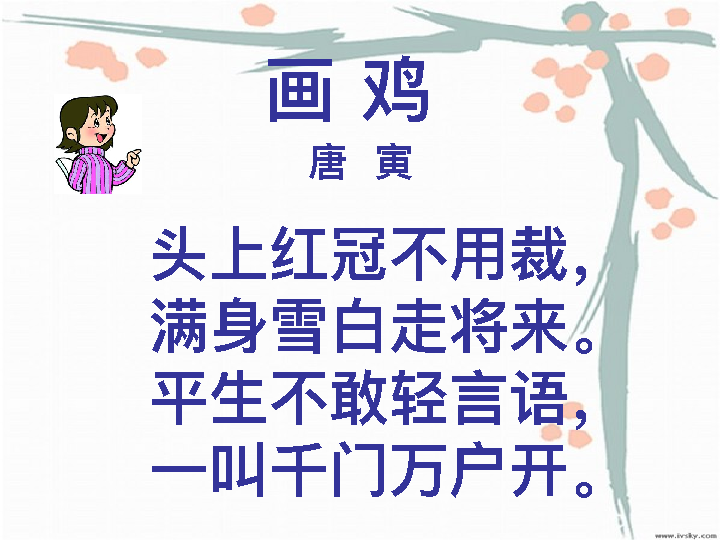 画 鸡
唐 寅
头上红冠不用裁，
满身雪白走将来。
平生不敢轻言语，
一叫千门万户开。
www.ivsky.com